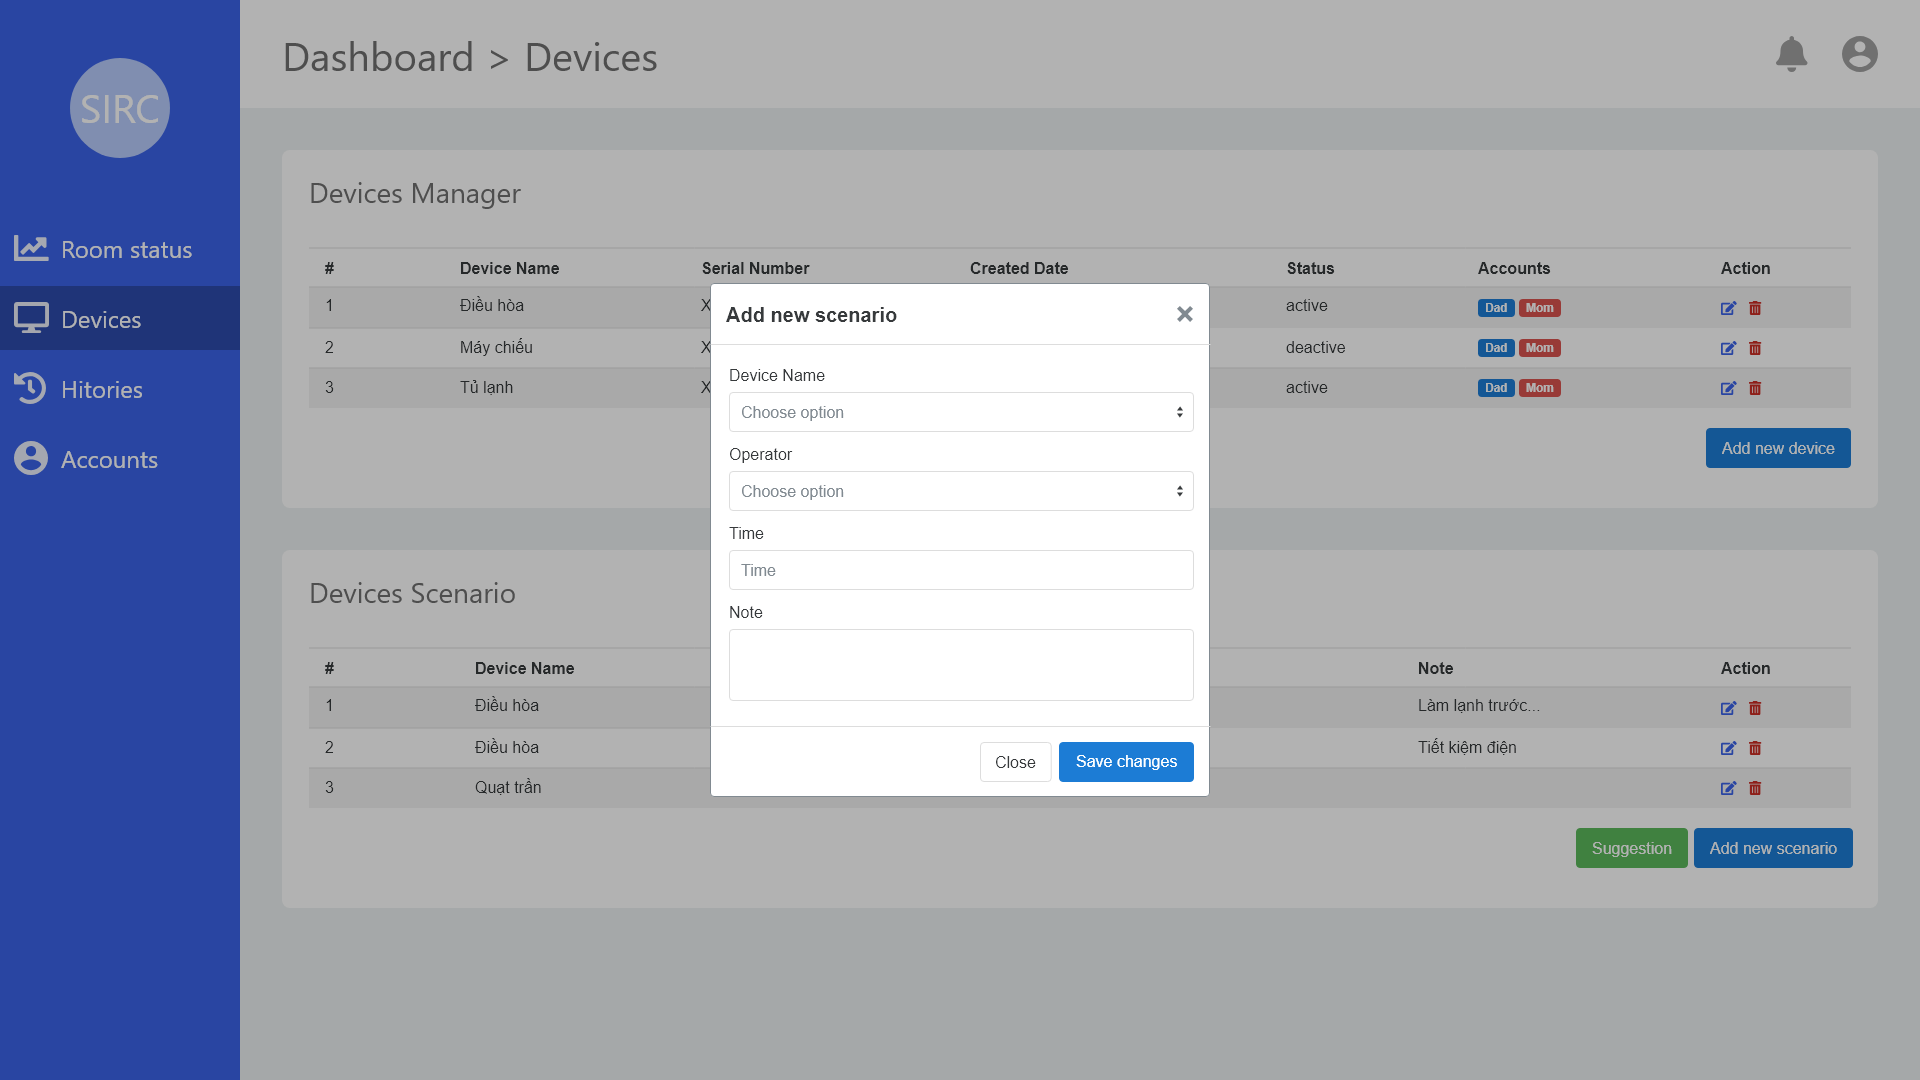 SIRC
Room status
Devices
Hitories
Accounts
Dashboard > Devices
Devices Manager
# Device Name Serial Number Created Date Status Accounts Action
1 Điều hòa X active Dad Mom
2 Máy chiếu X deactive Dad Mom
3 Tủ lạnh X active Dad Mom
Add new device
Devices Scenario
# Device Name Note Action
1 Điều hòa Làm lạnh trước...
2 Điều hòa Tiết kiệm điện
3 Quạt trần
Suggestion Add new scenario
Add new scenario
Device Name
Choose option
Operator
Choose option
Time
Time
Note
Close Save changes